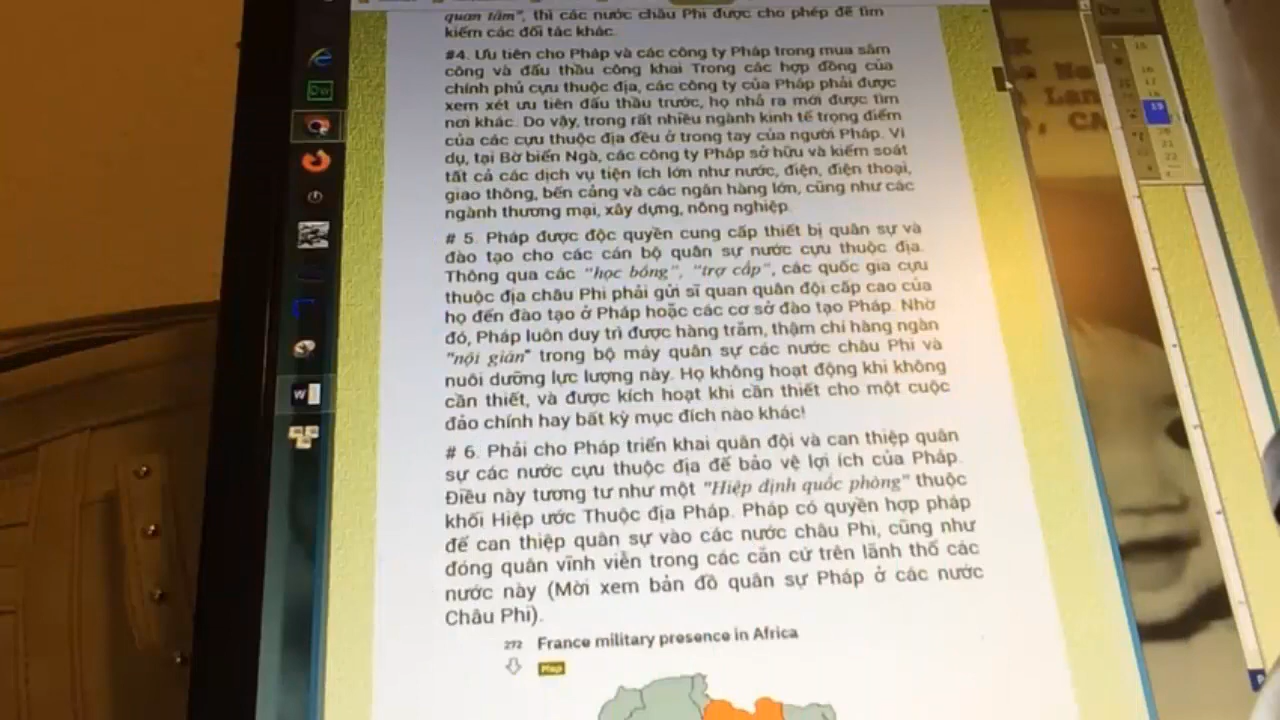 quan tâm", thì các nước châu Phi được cho phép để tìm
kiếm các đối tác khác.
#4. Ưu tiên cho Pháp và các công ty Pháp trong mua sắm
công và đấu thầu công khai Trong các hợp đồng của
chính phủ cựu thuộc địa, các công ty của Pháp phải được
xem xét ưu tiên đấu thầu trước, họ nhả ra mới được tìm
nơi khác. Do vậy, trong rất nhiều ngành kinh tế trọng điểm
của các cựu thuộc địa đều ở trong tay của người Pháp. Ví
dụ, tại Bờ biển Ngà, các công ty Pháp sở hữu và kiểm soát
tất cả các dịch vụ tiện ích lớn như nước, điện, điện thoại,
giao thông, bến cảng và các ngân hàng lớn, cũng như các
ngành thương mại, xây dựng, nông nghiệp.
# 5. Pháp được độc quyền cung cấp thiết bị quân sự và
đào tạo cho các cán bộ quân sự nước cựu thuộc địa.
Thông qua các "học bổng", "trợ cấp", các quốc gia cựu
thuộc địa châu Phi phải gửi sĩ quan quân đội cấp cao của
họ đến đào tạo ở Pháp hoặc các cơ sở đào tạo Pháp. Nhờ
đó, Pháp luôn duy trì được hàng trăm, thậm chí hàng ngàn
"nội gián" trong bộ máy quân sự các nước châu Phi và
nuôi dưỡng lực lượng này. Họ không hoạt động khi không
cần thiết, và được kích hoạt khi cần thiết cho một cuộc
đảo chính hay bất kỳ mục đích nào khác!
# 6. Phải cho Pháp triển khai quân đội và can thiệp quân
sự các nước cựu thuộc địa để bảo vệ lợi ích của Pháp.
Điều này tương tư như một "Hiệp định quốc phòng" thuộc
khối Hiệp ước Thuộc địa Pháp. Pháp có quyền hợp pháp
để can thiệp quân sự vào các nước châu Phi, cũng như
đóng quân vĩnh viễn trong các căn cứ trên lãnh thổ các
nước này (Mời xem bản đồ quân sự Pháp ở các nước
Châu Phi).
272 France military presence in Africa
Map
Dw
W
15
16
17
18
19
20
21
22